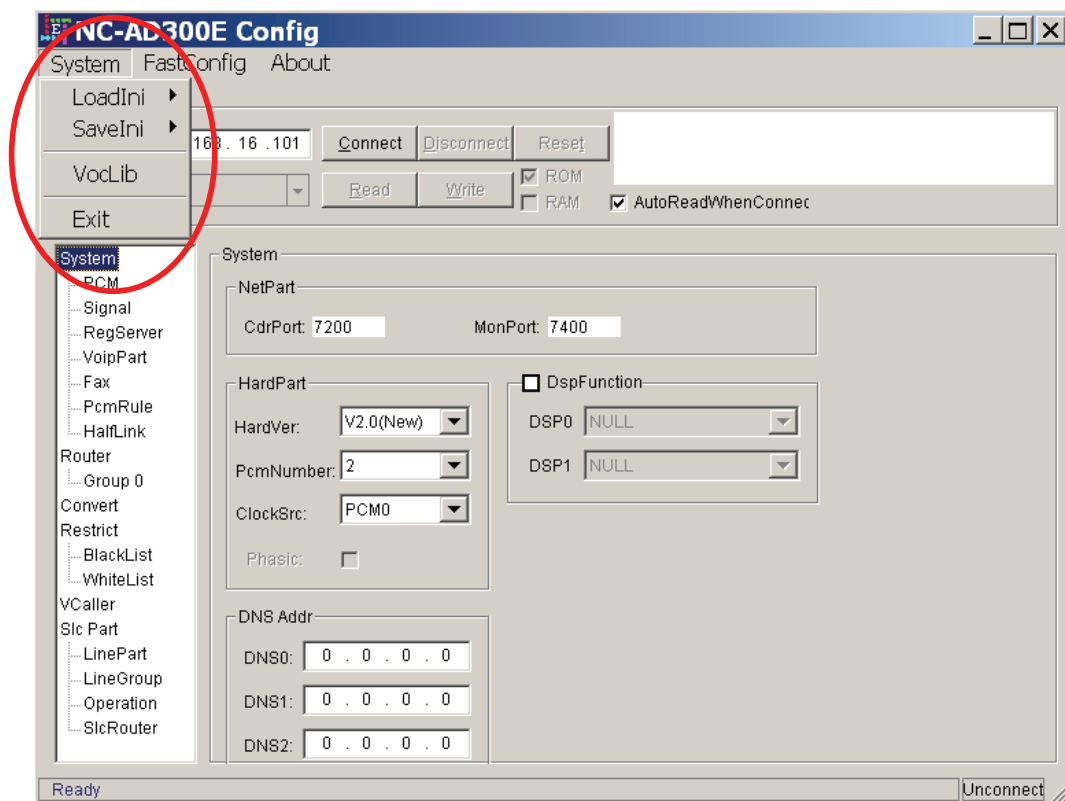 NC-AD300E Config
System FastConfig About
LoadIni
SaveIni
VocLib
Exit
168 . 16 .101 Connect Disconnect Reset
Read Write ROM
RAM AutoReadWhenConnec
System
PCM
Signal
RegServer
VoipPart
Fax
PcmRule
HalfLink
Router
Group 0
Convert
Restrict
BlackList
WhiteList
VCaller
Slc Part
LinePart
LineGroup
Operation
SlcRouter
System
NetPart
CdrPort: 7200 MonPort: 7400
HardPart
HardVer: V2.0(New)
PcmNumber: 2
ClockSrc: PCM0
Phasic:
DspFunction
DSP0 NULL
DSP1 NULL
DNS Addr
DNS0: 0 . 0 . 0 . 0
DNS1: 0 . 0 . 0 . 0
DNS2: 0 . 0 . 0 . 0
Ready Unconnect